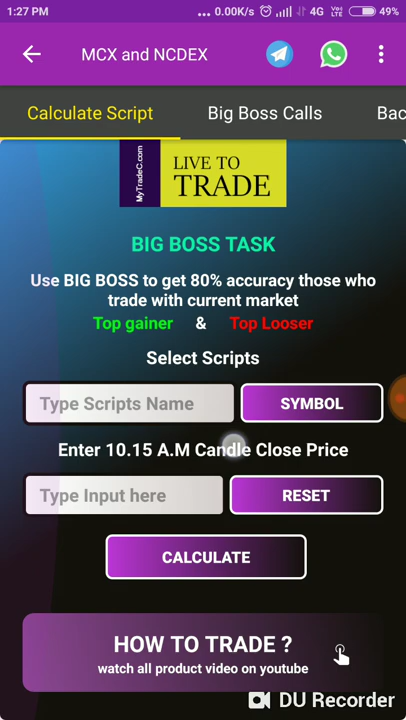 1:27 PM ... 0.00K/s 4G Vo) LTE 49%
MCX and NCDEX
Calculate Script Big Boss Calls Bac
MyTradeC.com
LIVE TO
TRADE
BIG BOSS TASK
Use BIG BOSS to get 80% accuracy those who
trade with current market
Top gainer & Top Looser
Select Scripts
Type Scripts Name SYMBOL
Enter 10.15 A.M Candle Close Price
Type Input here RESET
CALCULATE
HOW TO TRADE ?
watch all product video on youtube
DU Recorder